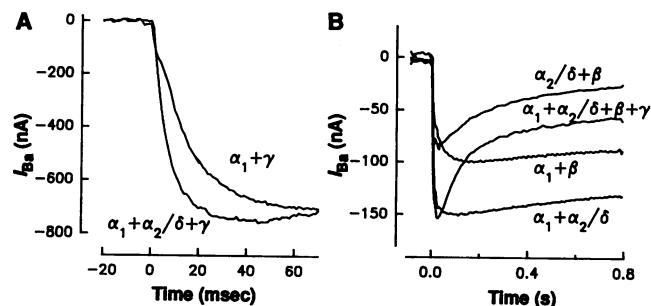 A
0
−200
−400
−600
−800
I_Ba (nA)
α₁+γ
α₁+α₂/δ+γ
−20 0 20 40 60
Time (msec)
B
0
−50
−100
−150
I_Ba (nA)
α₂/δ+β
α₁+α₂/δ+β+γ
α₁+β
α₁+α₂/δ
0.0 0.4 0.8
Time (s)